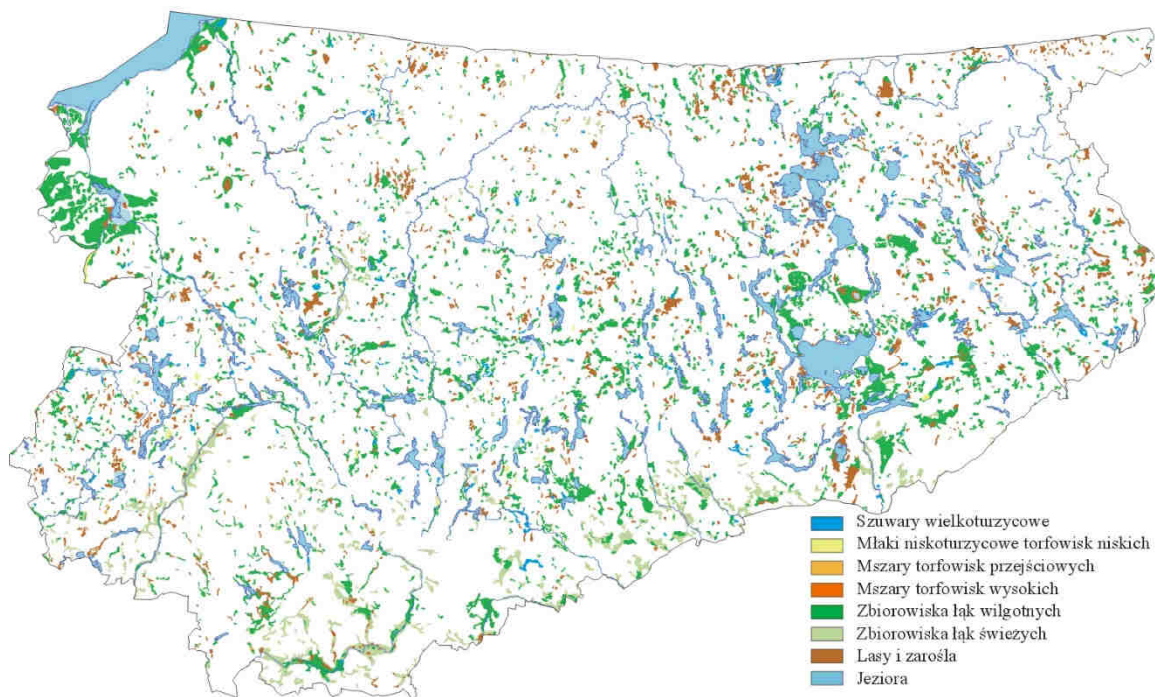 Szuwary wielkoturzycowe
Młaki niskoturzycowe torfowisk niskich
Mszary torfowisk przejściowych
Mszary torfowisk wysokich
Zbiorowiska łąk wilgotnych
Zbiorowiska łąk świeżych
Lasy i zarośla
Jeziora